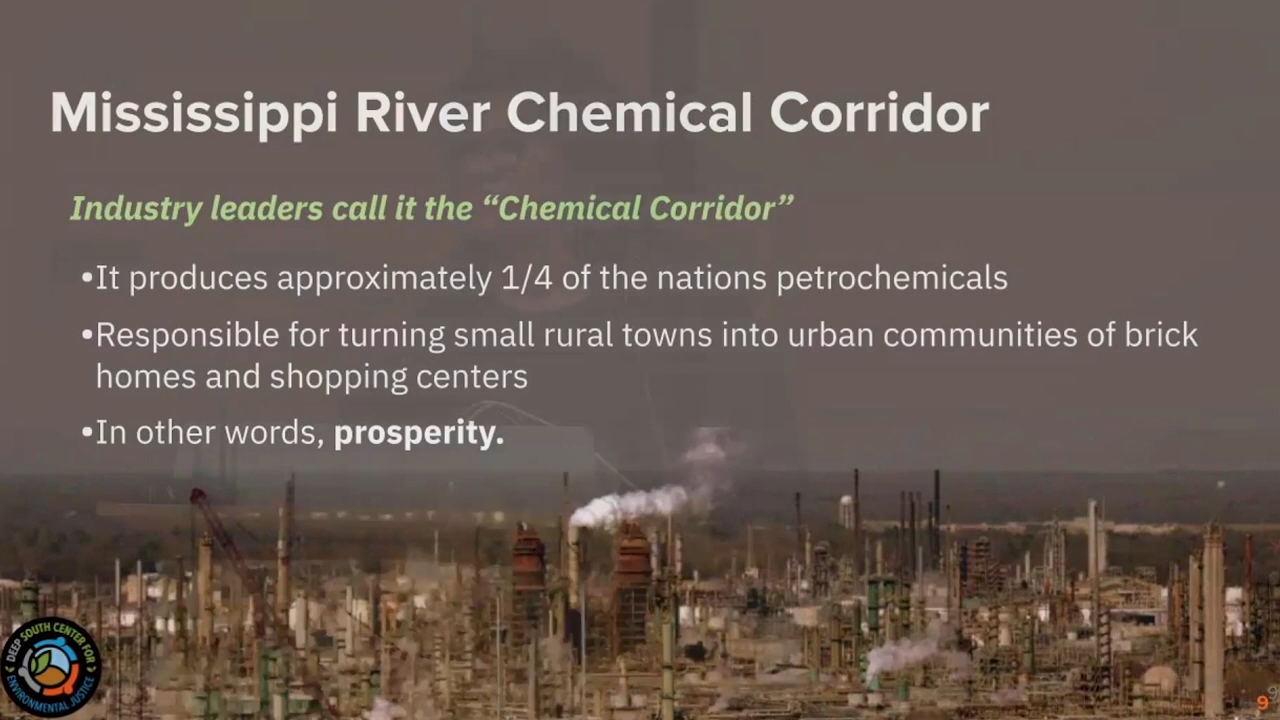 Mississippi River Chemical Corridor
Industry leaders call it the “Chemical Corridor”
•It produces approximately 1/4 of the nations petrochemicals
•Responsible for turning small rural towns into urban communities of brick
homes and shopping centers
•In other words, prosperity.
DEEP SOUTH CENTER FOR
ENVIRONMENTAL JUSTICE
9